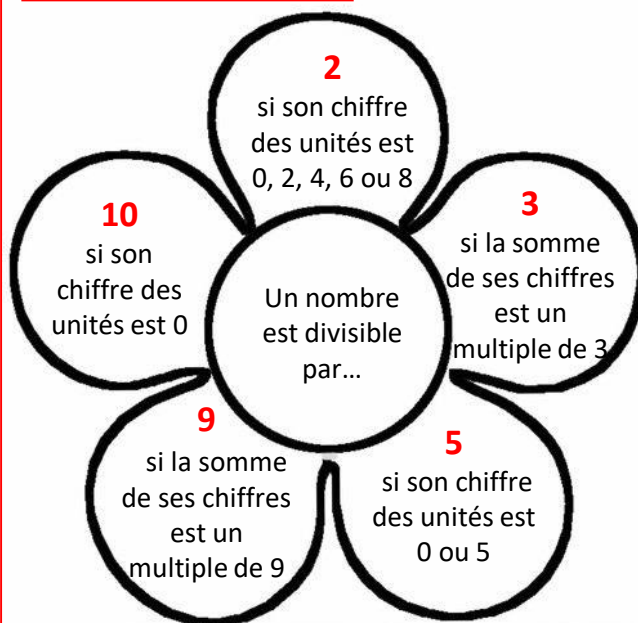 2
si son chiffre
des unités est
0, 2, 4, 6 ou 8
3
si la somme
de ses chiffres
est un
multiple de 3
5
si son chiffre
des unités est
0 ou 5
9
si la somme
de ses chiffres
est un
multiple de 9
10
si son
chiffre des
unités est 0
Un nombre
est divisible
par…